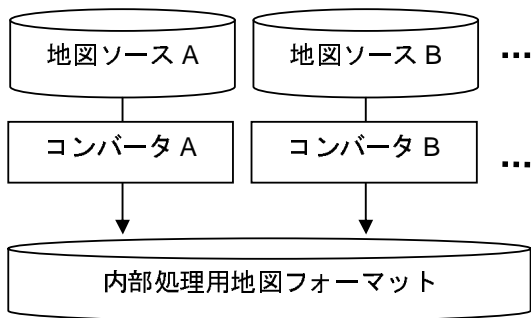 地図ソース A
地図ソース B
…
コンバータ A
コンバータ B
…
内部処理用地図フォーマット